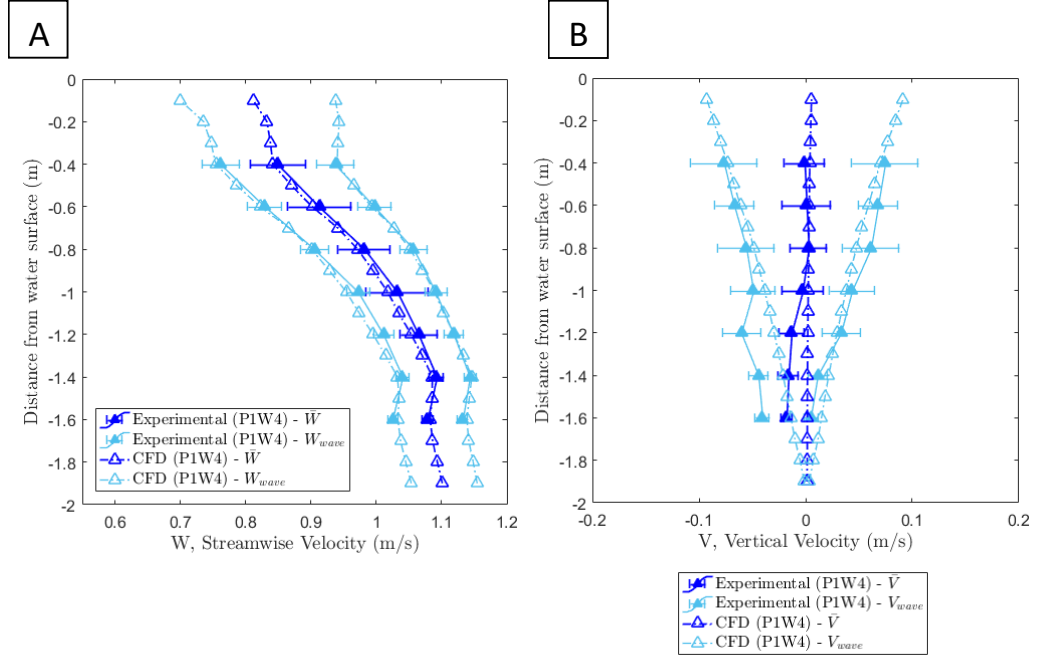 A
B
0
-0.2
-0.4
-0.6
-0.8
-1
-1.2
-1.4
-1.6
-1.8
-2
Distance from water surface (m)
0.6 0.7 0.8 0.9 1 1.1 1.2
W, Streamwise Velocity (m/s)
Experimental (P1W4) - W̄
Experimental (P1W4) - W_wave
CFD (P1W4) - W̄
CFD (P1W4) - W_wave
0
-0.2
-0.4
-0.6
-0.8
-1
-1.2
-1.4
-1.6
-1.8
-2
Distance from water surface (m)
-0.2 -0.1 0 0.1 0.2
V, Vertical Velocity (m/s)
Experimental (P1W4) - V̄
Experimental (P1W4) - V_wave
CFD (P1W4) - V̄
CFD (P1W4) - V_wave